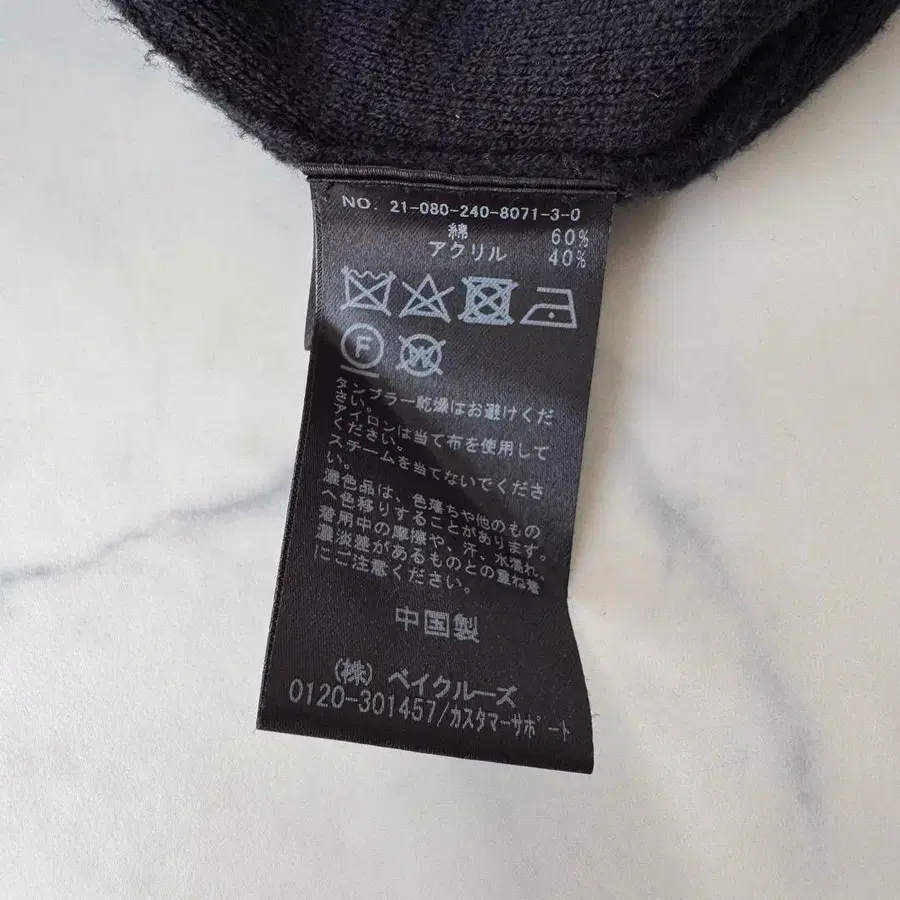 NO. 21-080-240-8071-3-0
綿 60%
アクリル 40%
F
W
タンブラー乾燥はお避けくだ
さい。
アイロンは当て布を使用して
ください。
スチームを当てないでくださ
い。
濃色品は、色落ちや他のもの
へ色移りすることがあります。
着用中の摩擦や、汗、水濡れ、
濃淡差があるものとの重ね着
にご注意ください。
中国製
(株) ベイクルーズ
0120-301457/カスタマーサポート